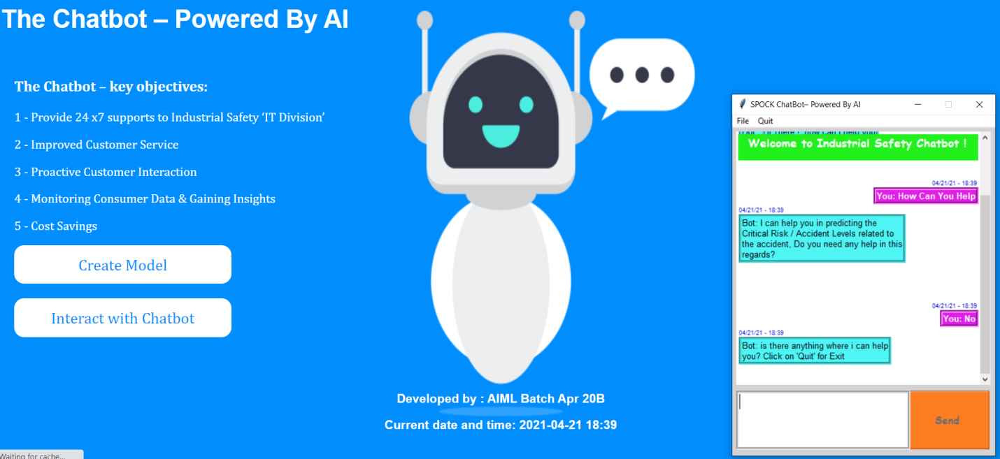 The Chatbot – Powered By AI
The Chatbot – key objectives:
1 - Provide 24 x7 supports to Industrial Safety ‘IT Division’
2 - Improved Customer Service
3 - Proactive Customer Interaction
4 - Monitoring Consumer Data & Gaining Insights
5 - Cost Savings
Create Model
Interact with Chatbot
Developed by : AIML Batch Apr 20B
Current date and time: 2021-04-21 18:39
Waiting for cache...
SPOCK ChatBot– Powered By AI
File Quit
Welcome to Industrial Safety Chatbot !
04/21/21 - 18:39
You: How Can You Help
04/21/21 - 18:39
Bot: I can help you in predicting the
Critical Risk / Accident Levels related to
the accident, Do you need any help in this
regards?
04/21/21 - 18:39
You: No
04/21/21 - 18:39
Bot: is there anything where i can help
you? Click on 'Quit' for Exit
Send